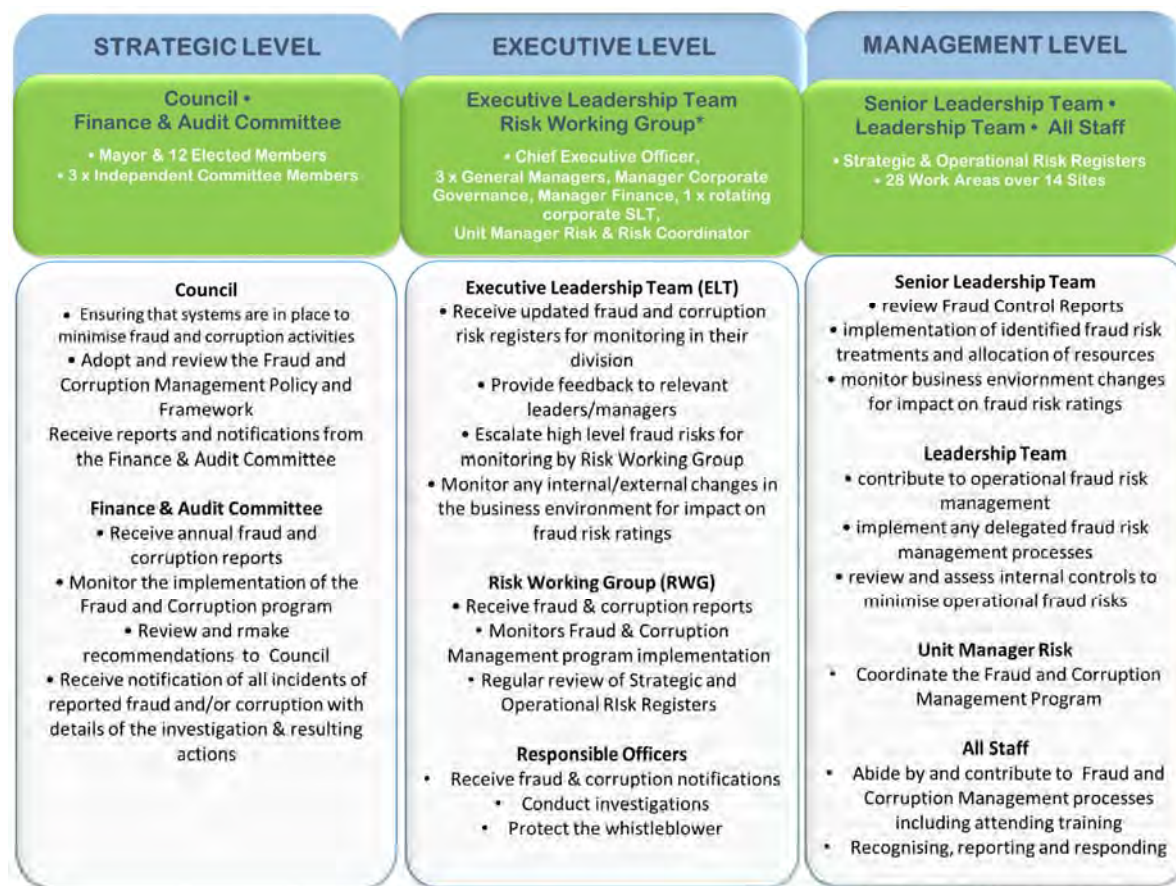 STRATEGIC LEVEL
Council •
Finance & Audit Committee
• Mayor & 12 Elected Members
• 3 x Independent Committee Members
Council
• Ensuring that systems are in place to
minimise fraud and corruption activities
• Adopt and review the Fraud and
Corruption Management Policy and
Framework
Receive reports and notifications from
the Finance & Audit Committee
Finance & Audit Committee
• Receive annual fraud and
corruption reports
• Monitor the implementation of the
Fraud and Corruption program
• Review and rmake
recommendations to Council
• Receive notification of all incidents of
reported fraud and/or corruption with
details of the investigation & resulting
actions
EXECUTIVE LEVEL
Executive Leadership Team
Risk Working Group*
• Chief Executive Officer,
3 x General Managers, Manager Corporate
Governance, Manager Finance, 1 x rotating
corporate SLT,
Unit Manager Risk & Risk Coordinator
Executive Leadership Team (ELT)
• Receive updated fraud and corruption
risk registers for monitoring in their
division
• Provide feedback to relevant
leaders/managers
• Escalate high level fraud risks for
monitoring by Risk Working Group
• Monitor any internal/external changes in
the business environment for impact on
fraud risk ratings
Risk Working Group (RWG)
• Receive fraud & corruption reports
• Monitors Fraud & Corruption
Management program implementation
• Regular review of Strategic and
Operational RIsk Registers
Responsible Officers
• Receive fraud & corruption notifications
• Conduct investigations
• Protect the whistleblower
MANAGEMENT LEVEL
Senior Leadership Team •
Leadership Team • All Staff
• Strategic & Operational Risk Registers
• 28 Work Areas over 14 Sites
Senior Leadership Team
• review Fraud Control Reports
• implementation of identified fraud risk
treatments and allocation of resources
• monitor business enviornment changes
for impact on fraud risk ratings
Leadership Team
• contribute to operational fraud risk
management
• implement any delegated fraud risk
management processes
• review and assess internal controls to
minimise operational fraud risks
Unit Manager Risk
• Coordinate the Fraud and Corruption
Management Program
All Staff
• Abide by and contribute to Fraud and
Corruption Management processes
including attending training
• Recognising, reporting and responding